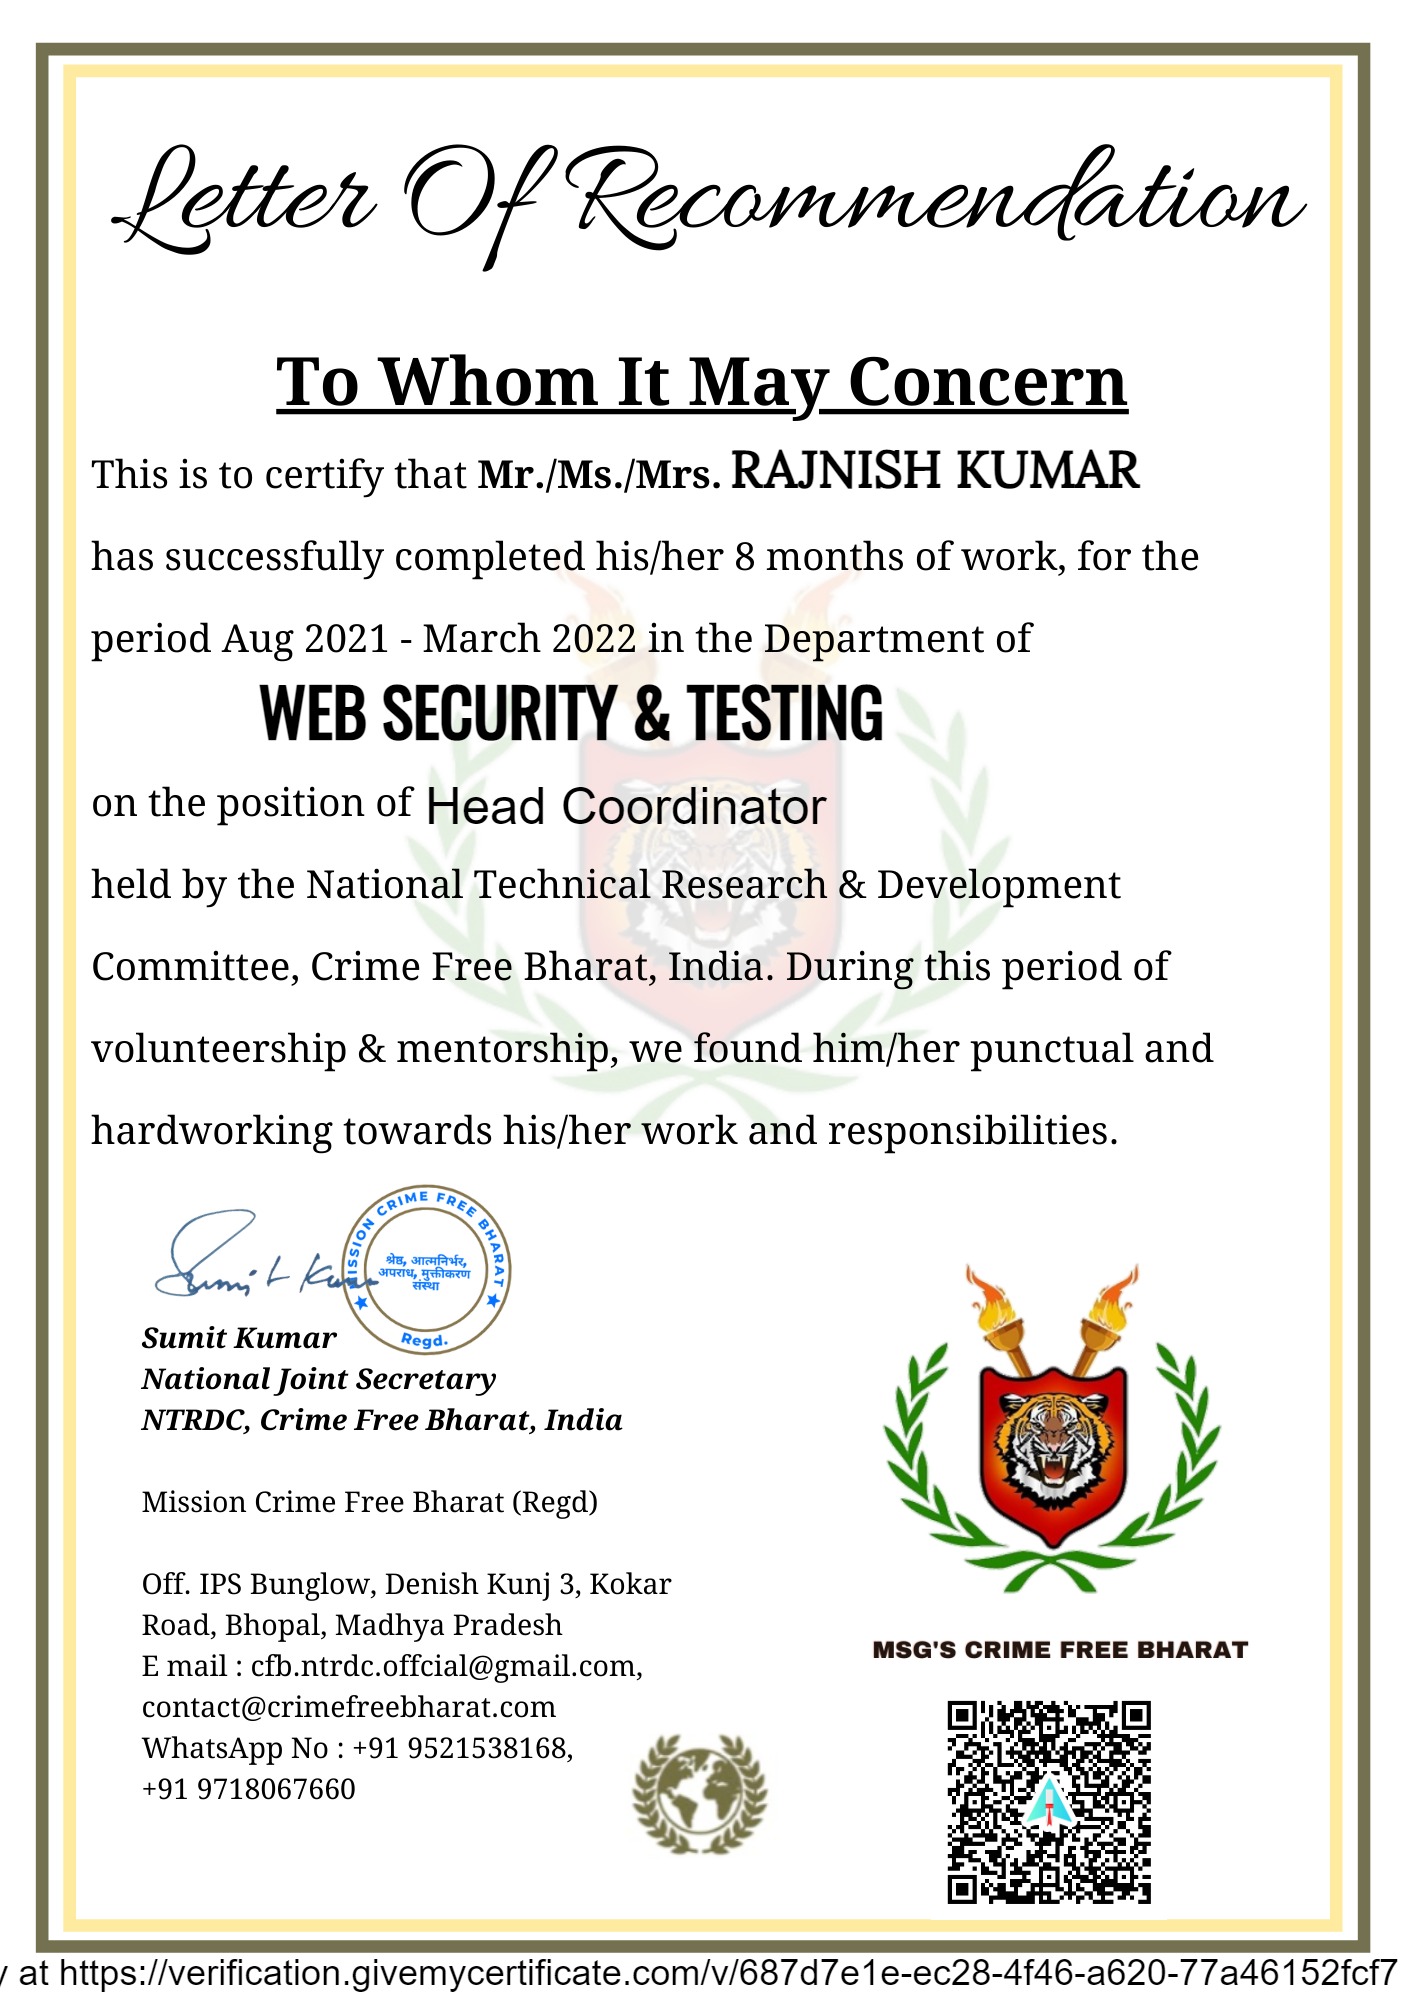 Letter Of Recommendation
To Whom It May Concern
This is to certify that Mr./Ms./Mrs. RAJNISH KUMAR
has successfully completed his/her 8 months of work, for the
period Aug 2021 - March 2022 in the Department of
WEB SECURITY & TESTING
on the position of Head Coordinator
held by the National Technical Research & Development
Committee, Crime Free Bharat, India. During this period of
volunteership & mentorship, we found him/her punctual and
hardworking towards his/her work and responsibilities.
Sumit Kumar
MISSION CRIME FREE BHARAT
श्रेष्ठ, आत्मनिर्भर,
अपराध, मुक्तीकरण
संस्था
Regd.
Sumit Kumar
National Joint Secretary
NTRDC, Crime Free Bharat, India
Mission Crime Free Bharat (Regd)
Off. IPS Bunglow, Denish Kunj 3, Kokar
Road, Bhopal, Madhya Pradesh
E mail : cfb.ntrdc.offcial@gmail.com,
contact@crimefreebharat.com
WhatsApp No : +91 9521538168,
+91 9718067660
MSG'S CRIME FREE BHARAT
y at https://verification.givemycertificate.com/v/687d7e1e-ec28-4f46-a620-77a46152fcf7